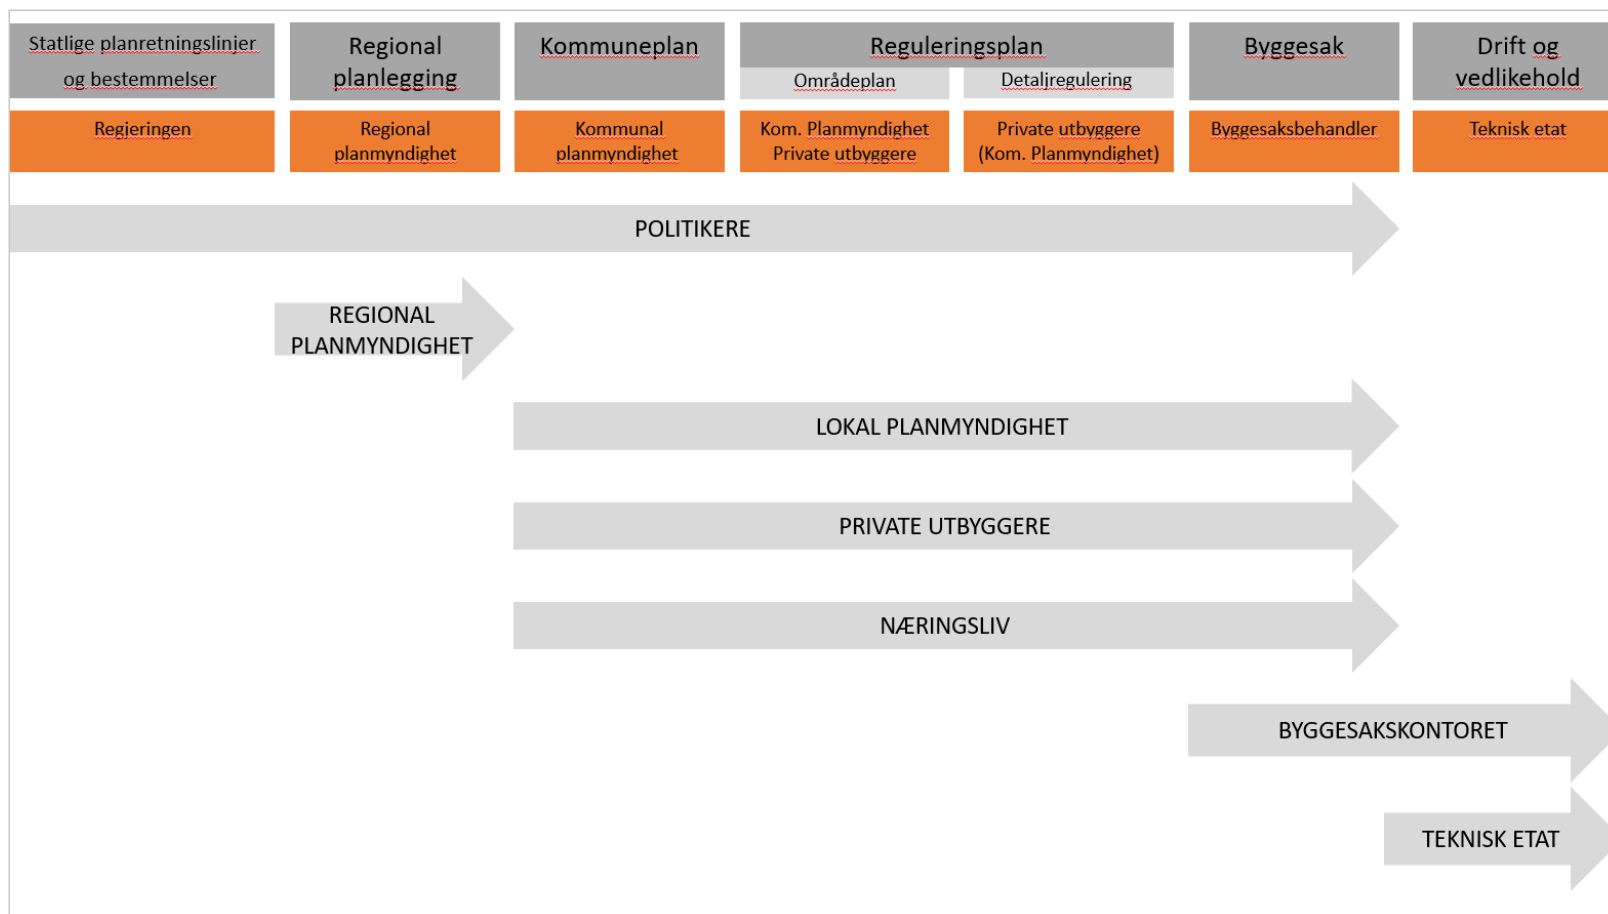 Statlige planretningslinjer
og bestemmelser
Regional
planlegging
Kommuneplan
Reguleringsplan
Områdeplan
Detaljregulering
Byggesak
Drift og
vedlikehold
Regjeringen
Regional
planmyndighet
Kommunal
planmyndighet
Kom. Planmyndighet
Private utbyggere
Private utbyggere
(Kom. Planmyndighet)
Byggesaksbehandler
Teknisk etat
POLITIKERE
REGIONAL
PLANMYNDIGHET
LOKAL PLANMYNDIGHET
PRIVATE UTBYGGERE
NÆRINGSLIV
BYGGESAKSKONTORET
TEKNISK ETAT